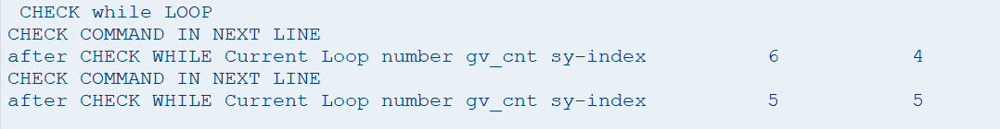 CHECK while LOOP
CHECK COMMAND IN NEXT LINE
after CHECK WHILE Current Loop number gv_cnt sy-index 6 4
CHECK COMMAND IN NEXT LINE
after CHECK WHILE Current Loop number gv_cnt sy-index 5 5